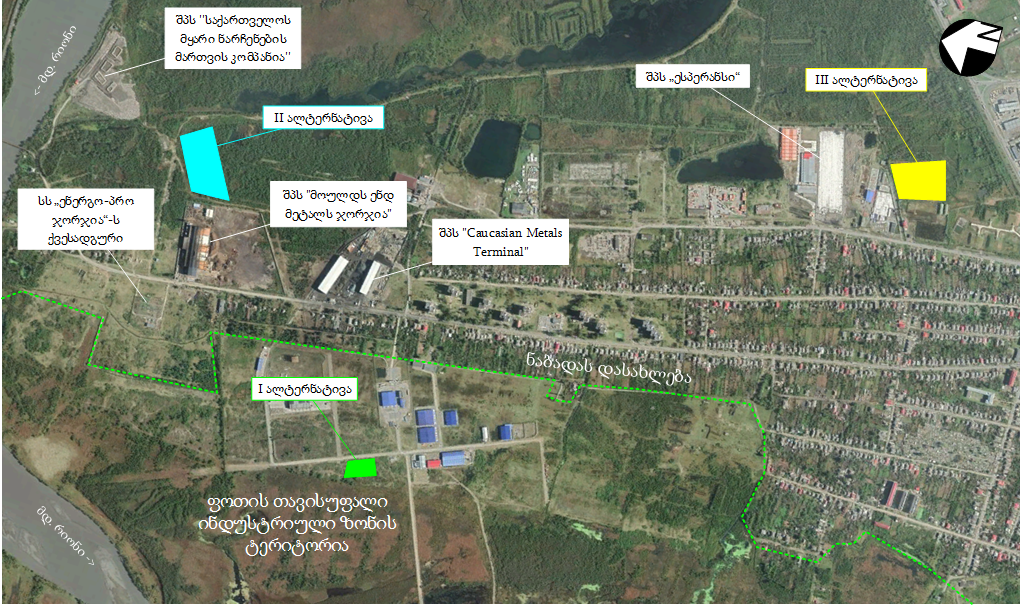 შპს "საქართველოს
მყარი ნარჩენების
მართვის კომპანია"
<- მდ. რიონი
II ალტერნატივა
შპს „ესპერანსი“
III ალტერნატივა
სს „ენერგო-პრო
ჯორჯია“-ს
ქვესადგური
შპს "მოულდს ენდ
მეტალს ჯორჯია"
შპს "Caucasian Metals
Terminal"
ნაბადას დასახლება
I ალტერნატივა
ფოთის თავისუფალი
ინდუსტრიული ზონის
ტერიტორია
მდ. რიონი ->